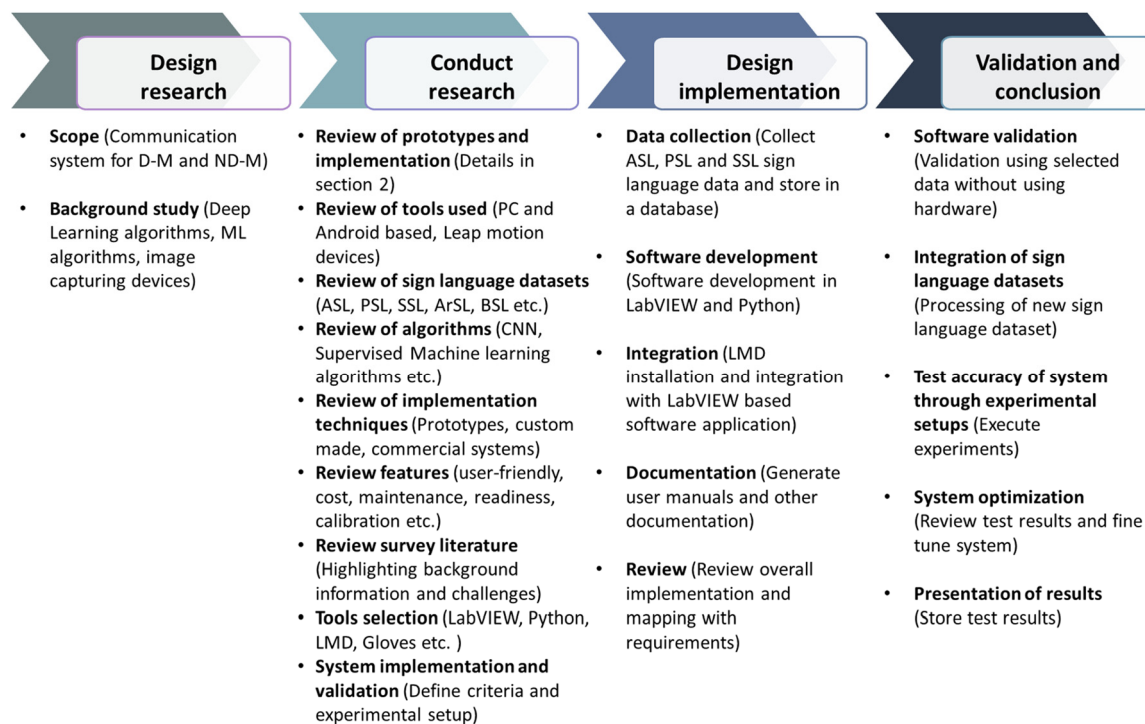 Design
research
• Scope (Communication
system for D-M and ND-M)
• Background study (Deep
Learning algorithms, ML
algorithms, image
capturing devices)
Conduct
research
• Review of prototypes and
implementation (Details in
section 2)
• Review of tools used (PC and
Android based, Leap motion
devices)
• Review of sign language datasets
(ASL, PSL, SSL, ArSL, BSL etc.)
• Review of algorithms (CNN,
Supervised Machine learning
algorithms etc.)
• Review of implementation
techniques (Prototypes, custom
made, commercial systems)
• Review features (user-friendly,
cost, maintenance, readiness,
calibration etc.)
• Review survey literature
(Highlighting background
information and challenges)
• Tools selection (LabVIEW, Python,
LMD, Gloves etc. )
• System implementation and
validation (Define criteria and
experimental setup)
Design
implementation
• Data collection (Collect
ASL, PSL and SSL sign
language data and store in
a database)
• Software development
(Software development in
LabVIEW and Python)
• Integration (LMD
installation and integration
with LabVIEW based
software application)
• Documentation (Generate
user manuals and other
documentation)
• Review (Review overall
implementation and
mapping with
requirements)
Validation and
conclusion
• Software validation
(Validation using selected
data without using
hardware)
• Integration of sign
language datasets
(Processing of new sign
language dataset)
• Test accuracy of system
through experimental
setups (Execute
experiments)
• System optimization
(Review test results and fine
tune system)
• Presentation of results
(Store test results)